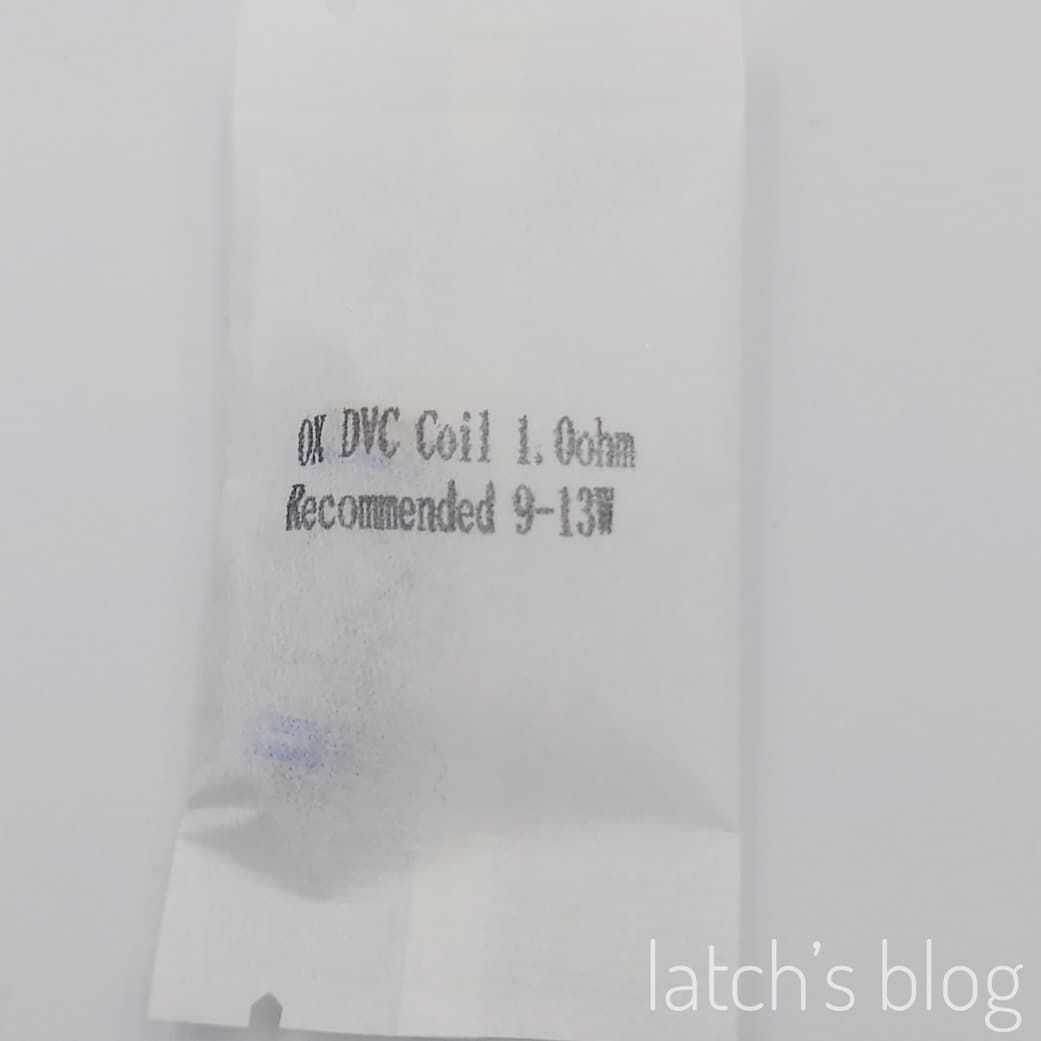 OX DVC Coil 1.0ohm
Recommended 9-13W
latch's blog